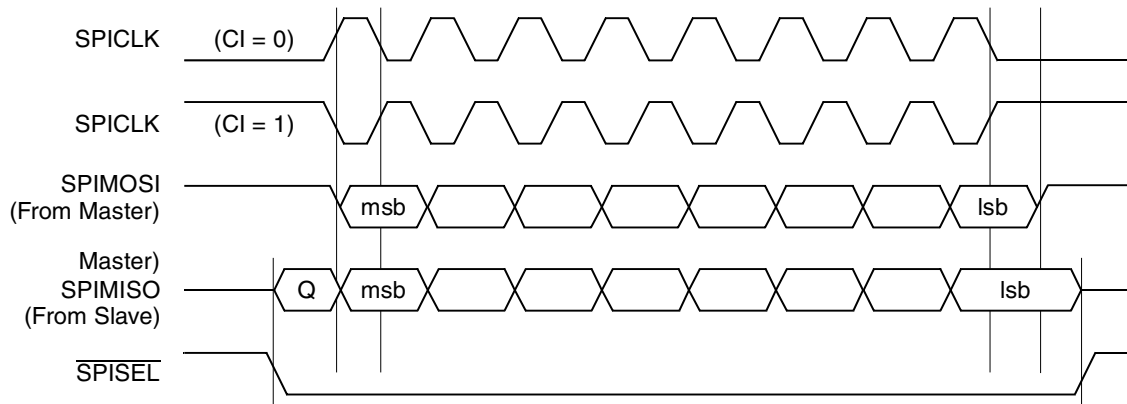 SPICLK (CI = 0)
SPICLK (CI = 1)
SPIMOSI
(From Master)
msb lsb
Master)
SPIMISO
(From Slave)
Q msb lsb
SPISEL